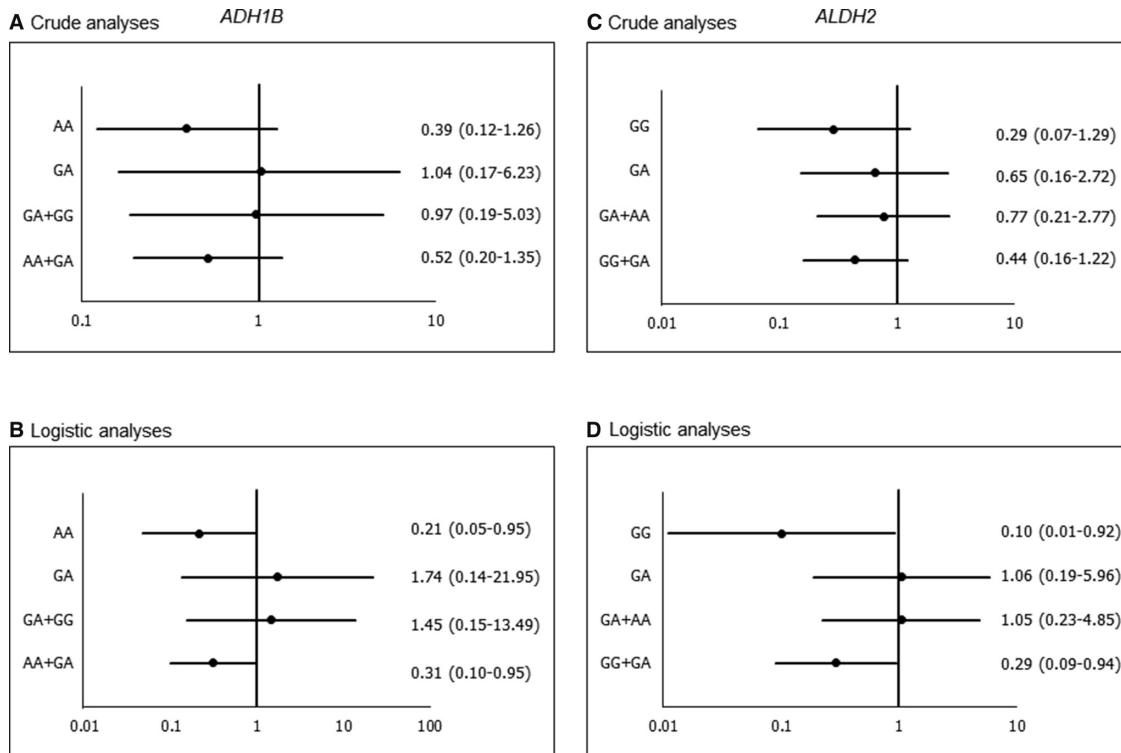 A Crude analyses
ADH1B
AA 0.39 (0.12-1.26)
GA 1.04 (0.17-6.23)
GA+GG 0.97 (0.19-5.03)
AA+GA 0.52 (0.20-1.35)
0.1 1 10
C Crude analyses
ALDH2
GG 0.29 (0.07-1.29)
GA 0.65 (0.16-2.72)
GA+AA 0.77 (0.21-2.77)
GG+GA 0.44 (0.16-1.22)
0.01 0.1 1 10
B Logistic analyses
AA 0.21 (0.05-0.95)
GA 1.74 (0.14-21.95)
GA+GG 1.45 (0.15-13.49)
AA+GA 0.31 (0.10-0.95)
0.01 0.1 1 10 100
D Logistic analyses
GG 0.10 (0.01-0.92)
GA 1.06 (0.19-5.96)
GA+AA 1.05 (0.23-4.85)
GG+GA 0.29 (0.09-0.94)
0.01 0.1 1 10